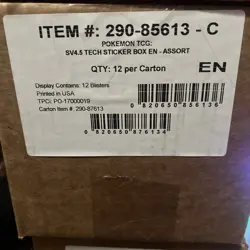 ITEM #: 290-85613 - C
POKEMON TCG:
SV4.5 TECH STICKER BOX EN - ASSORT
QTY: 12 per Carton
EN
Display Contains: 12 Blisters
Printed in USA
TPCi PO-17000019
Carton Item #: 290-87613
0 820650 856136
0 820650 876134